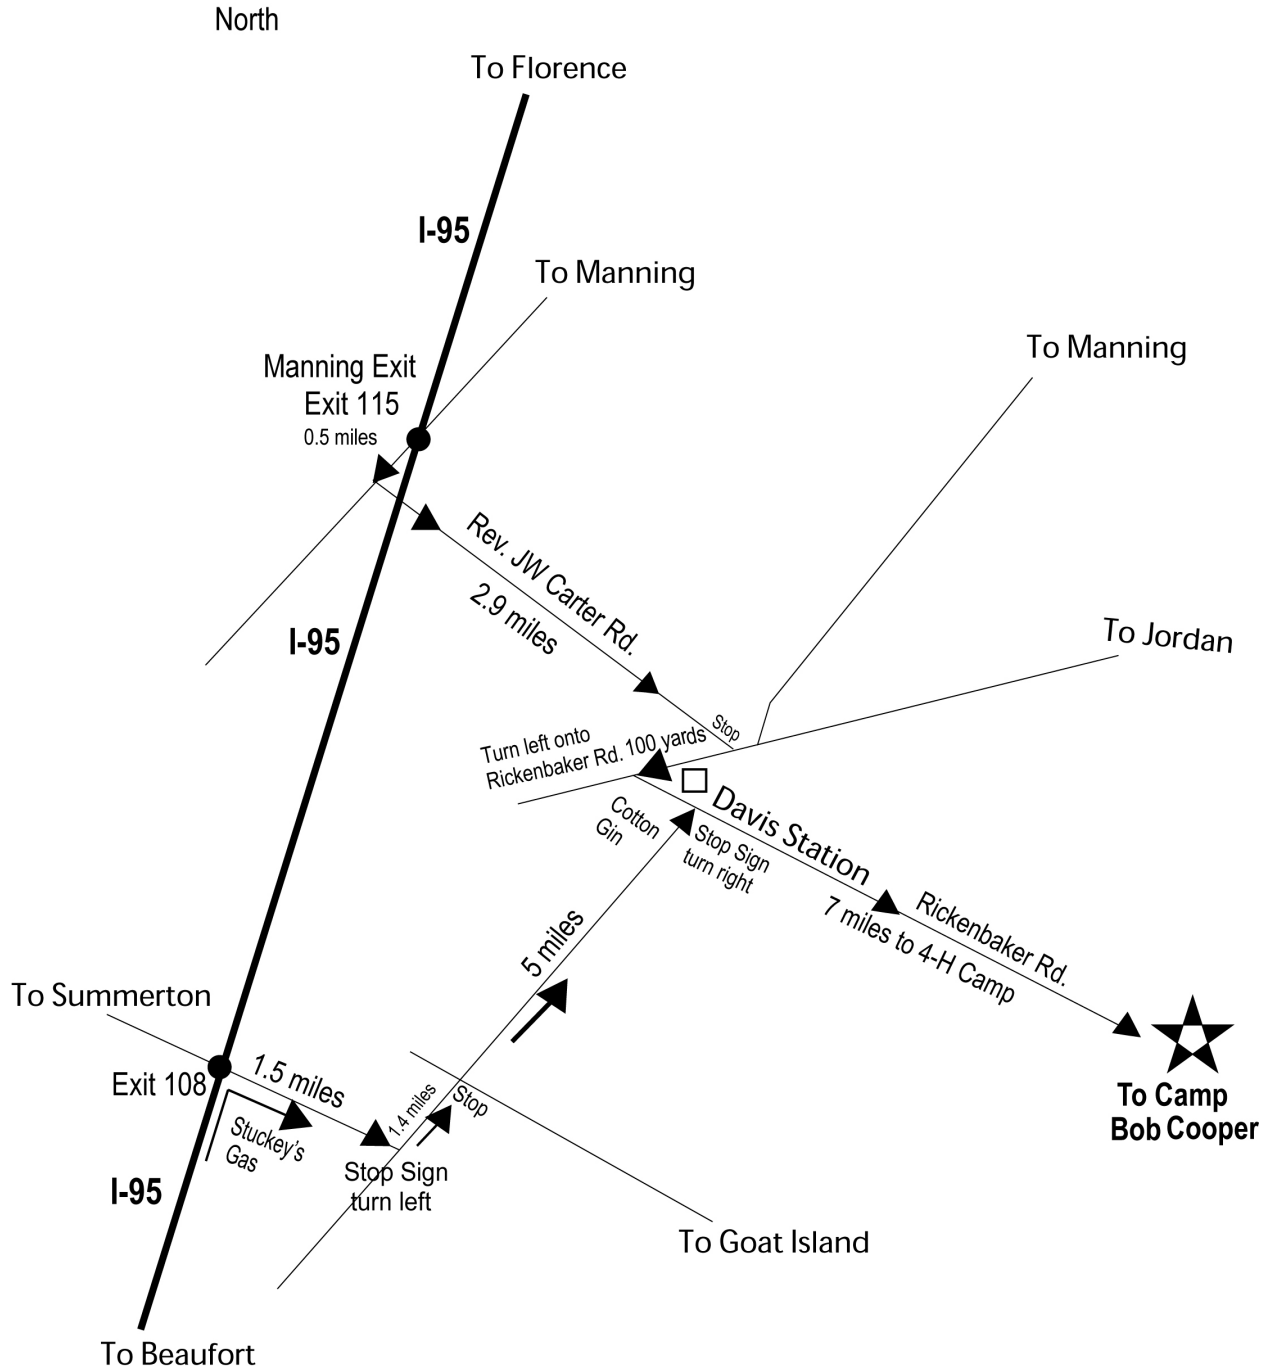 North
To Florence
I-95
To Manning
To Manning
Manning Exit
Exit 115
0.5 miles
Rev. JW Carter Rd.
2.9 miles
I-95
To Jordan
Stop
Turn left onto
Rickenbaker Rd. 100 yards
Cotton
Gin
Davis Station
Stop Sign
turn right
Rickenbaker Rd.
7 miles to 4-H Camp
5 miles
To Summerton
Exit 108
1.5 miles
1.4 miles
Stop
Stuckey's
Gas
Stop Sign
turn left
I-95
To Camp
Bob Cooper
To Goat Island
To Beaufort